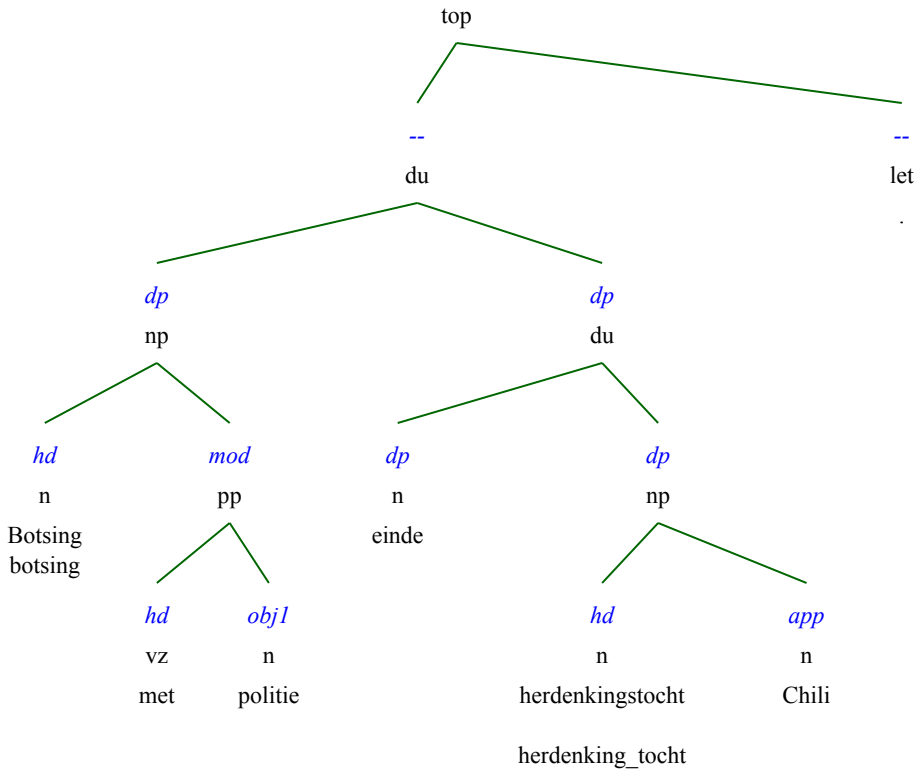 top
-- --
du let
.
dp dp
np du
hd mod dp dp
n pp n np
Botsing einde
botsing
hd obj1 hd app
vz n n n
met politie herdenkingstocht Chili
herdenking_tocht